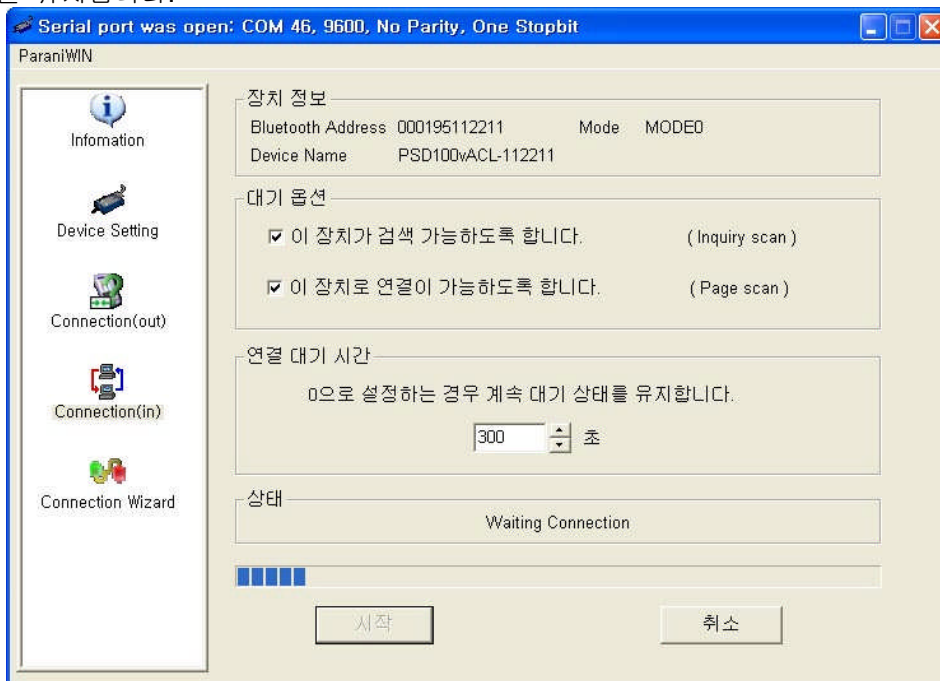 Serial port was open: COM 46, 9600, No Parity, One Stopbit
ParaniWIN
Infomation
Device Setting
Connection(out)
Connection(in)
Connection Wizard
장치 정보
Bluetooth Address 000195112211 Mode MODE0
Device Name PSD100vACL-112211
대기 옵션
이 장치가 검색 가능하도록 합니다. ( Inquiry scan )
이 장치로 연결이 가능하도록 합니다. ( Page scan )
연결 대기 시간
0으로 설정하는 경우 계속 대기 상태를 유지합니다.
300 초
상태
Waiting Connection
시작 취소